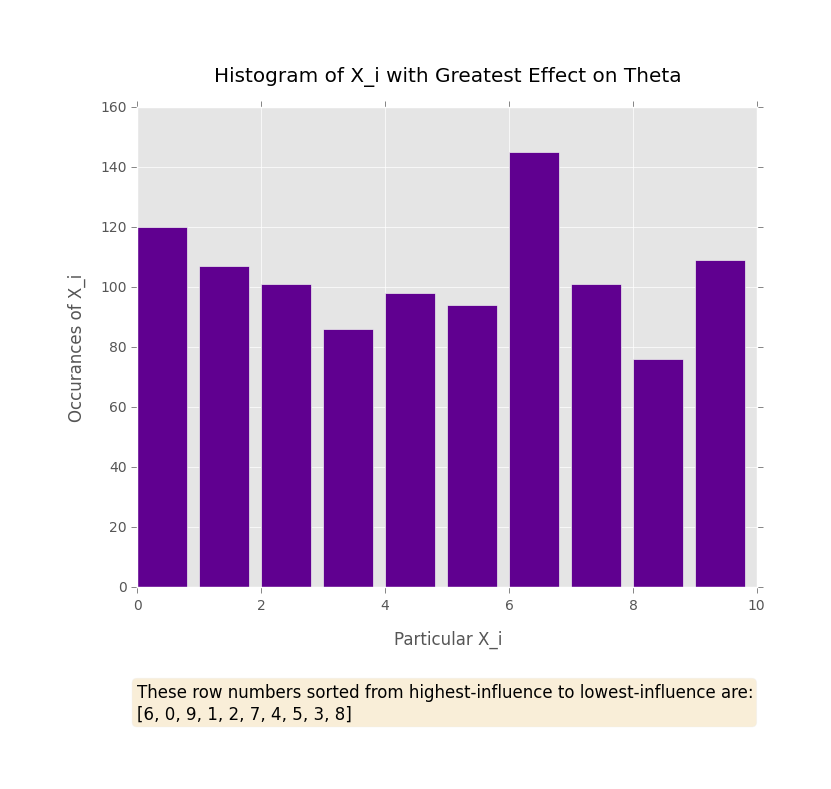 Histogram of X_i with Greatest Effect on Theta
160
140
120
100
80
60
40
20
0
Occurances of X_i
0 2 4 6 8 10
Particular X_i
These row numbers sorted from highest-influence to lowest-influence are:
[6, 0, 9, 1, 2, 7, 4, 5, 3, 8]